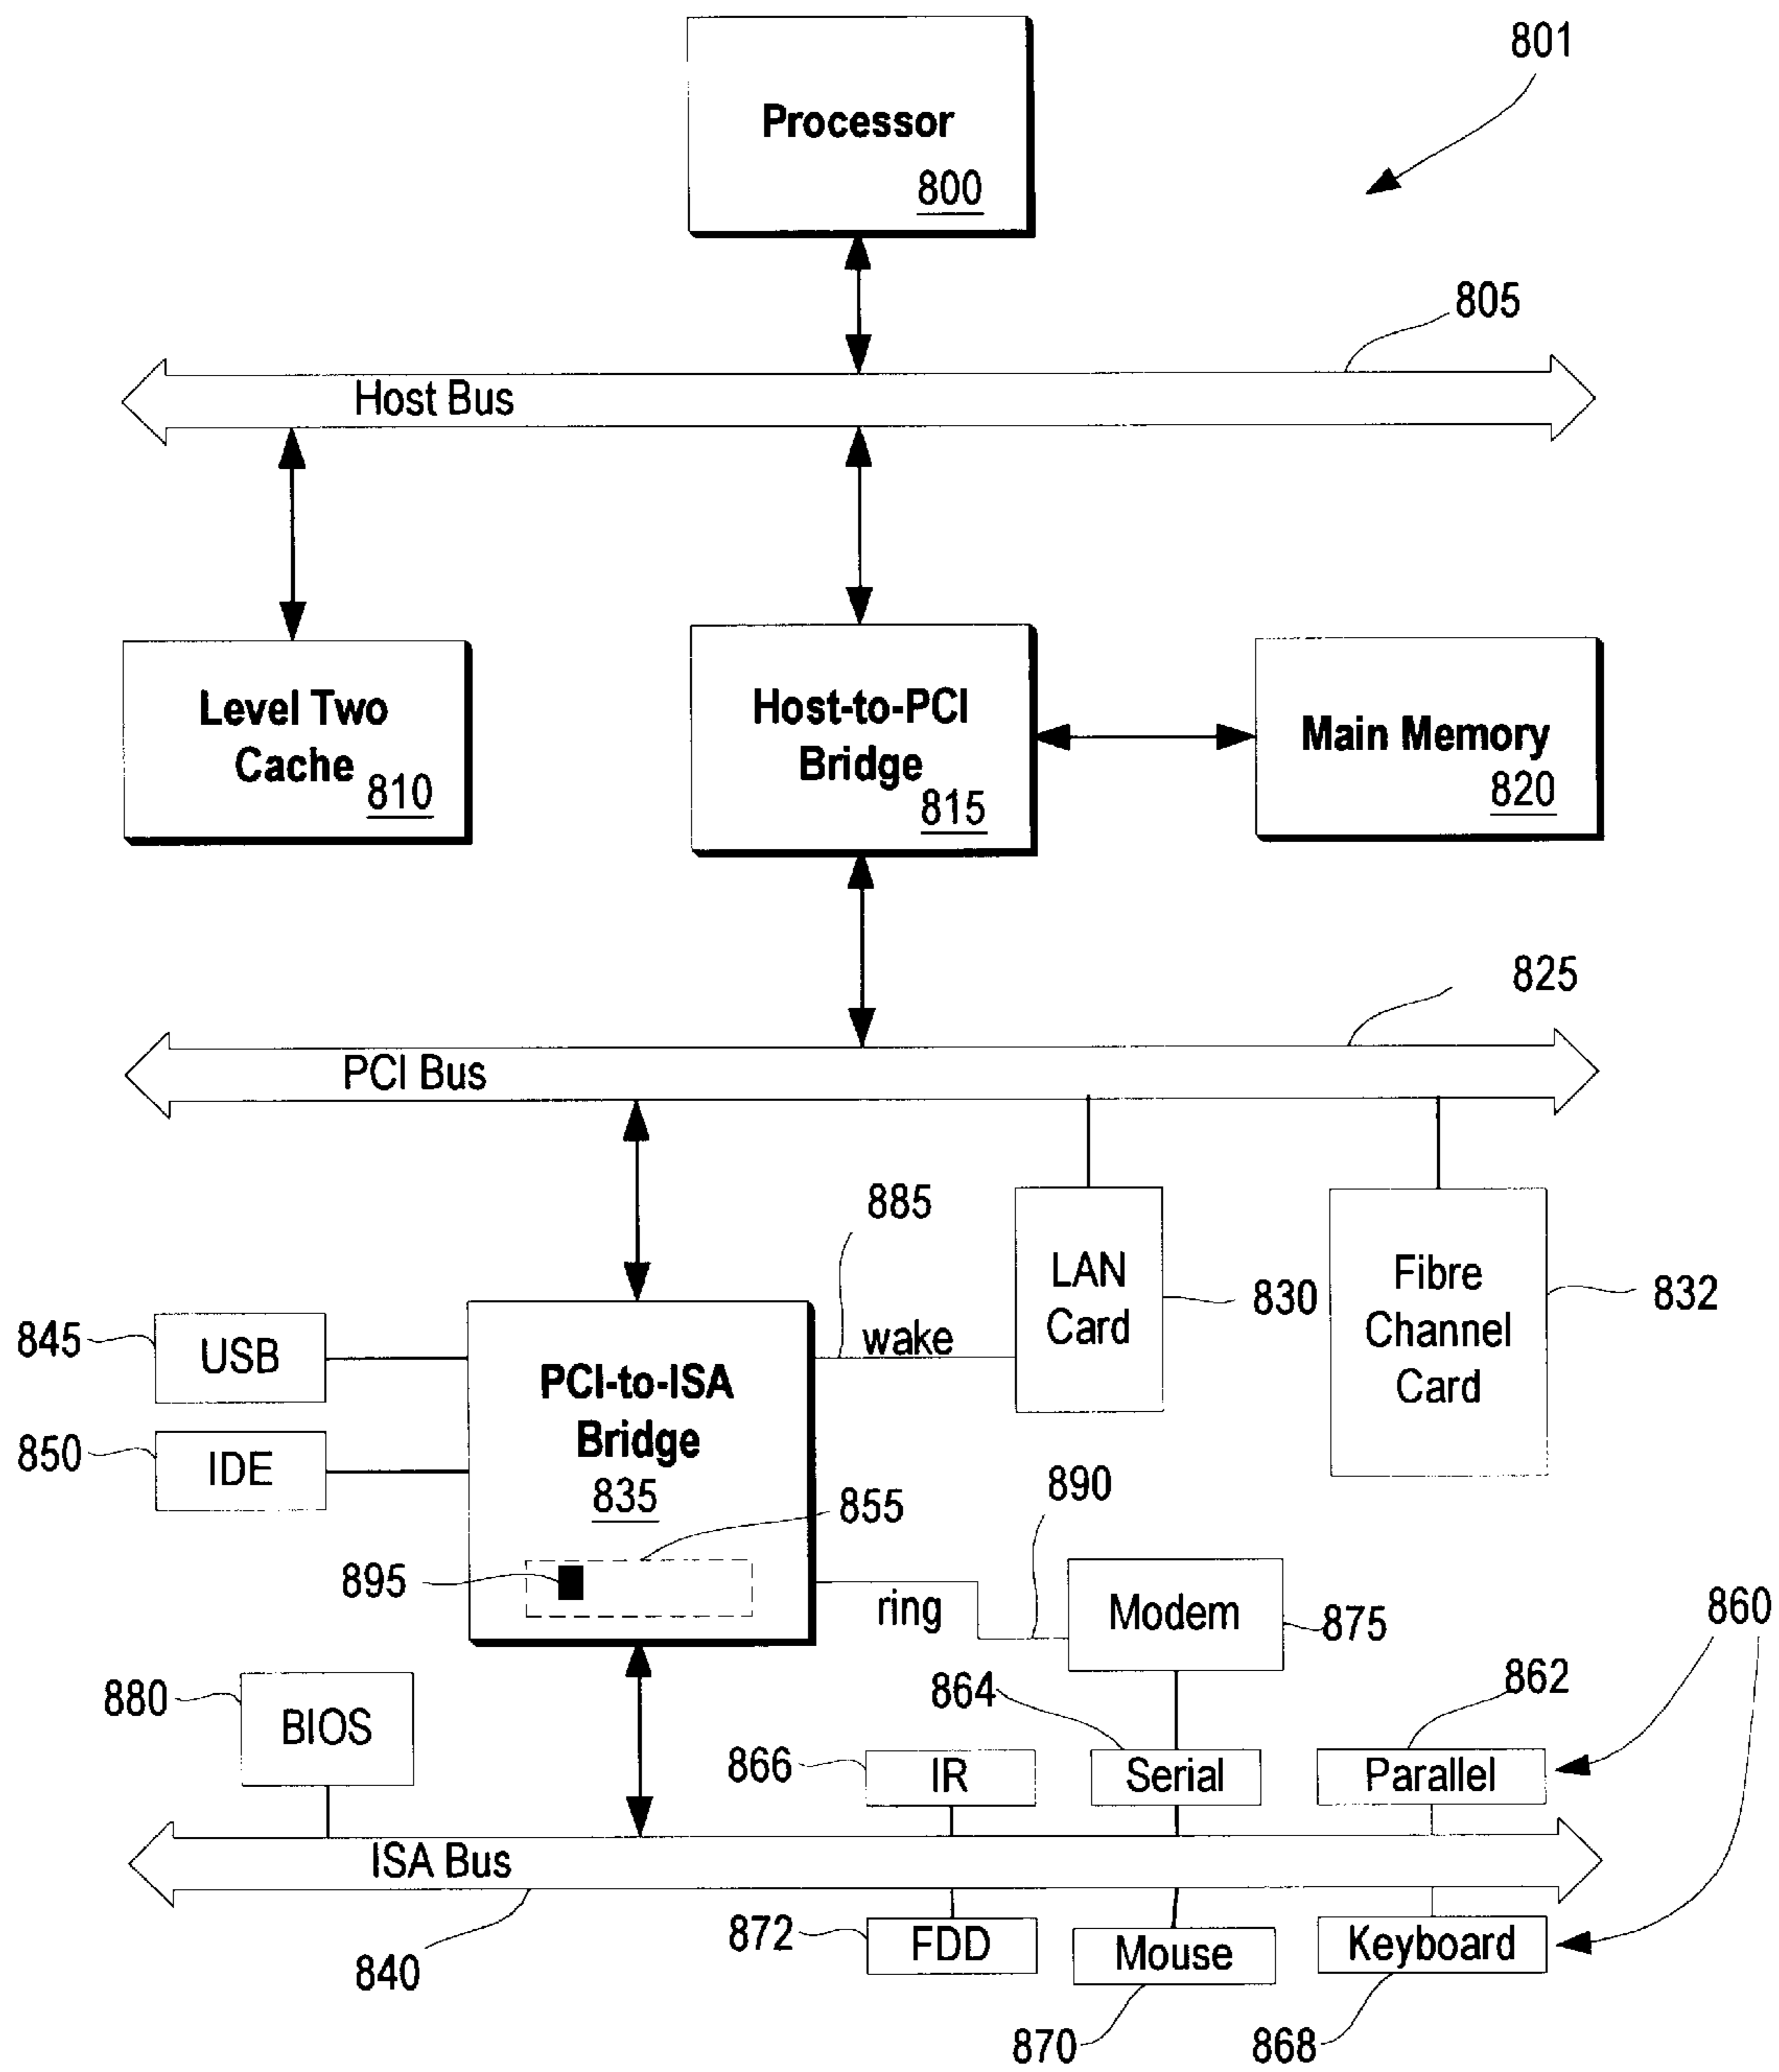 801
Processor
800
805
Host Bus
Level Two
Cache
810
Host-to-PCI
Bridge
815
Main Memory
820
825
PCI Bus
885
LAN
Card
830
Fibre
Channel
Card
832
845
USB
wake
PCI-to-ISA
Bridge
835
850
IDE
855
890
895
ring
Modem
875
860
880
BIOS
864
862
866
IR
Serial
Parallel
ISA Bus
840
872
FDD
Mouse
Keyboard
870
868